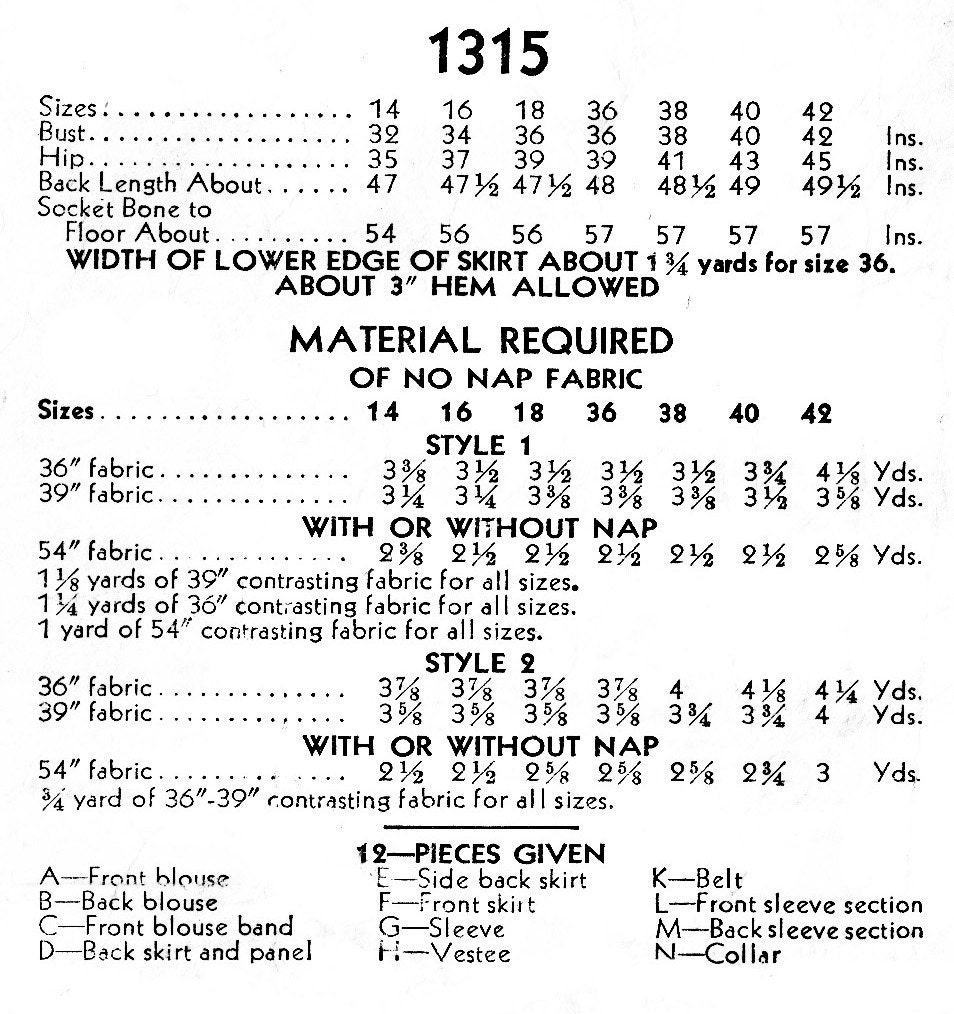 1315
Sizes: . . . . . . . . . . . . . . . . . 14 16 18 36 38 40 42
Bust. . . . . . . . . . . . . . . . . . . 32 34 36 36 38 40 42 Ins.
Hip. . . . . . . . . . . . . . . . . . . 35 37 39 39 41 43 45 Ins.
Back Length About. . . . . . 47 47½ 47½ 48 48½ 49 49½ Ins.
Socket Bone to
Floor About. . . . . . . . . . 54 56 56 57 57 57 57 Ins.
WIDTH OF LOWER EDGE OF SKIRT ABOUT 1¾ yards for size 36.
ABOUT 3" HEM ALLOWED
MATERIAL REQUIRED
OF NO NAP FABRIC
Sizes. . . . . . . . . . . . . . . . . . 14 16 18 36 38 40 42
STYLE 1
36" fabric. . . . . . . . . . . . . . 3⅜ 3½ 3½ 3½ 3½ 3¾ 4⅛ Yds.
39" fabric. . . . . . . . . . . . . . 3¼ 3¼ 3⅜ 3⅜ 3⅜ 3½ 3⅝ Yds.
WITH OR WITHOUT NAP
54" fabric. . . . . . . . . . . . . . 2⅜ 2½ 2½ 2½ 2½ 2½ 2⅝ Yds.
1⅛ yards of 39" contrasting fabric for all sizes.
1¼ yards of 36" contrasting fabric for all sizes.
1 yard of 54" contrasting fabric for all sizes.
STYLE 2
36" fabric. . . . . . . . . . . . . . 3⅞ 3⅞ 3⅞ 3⅞ 4 4⅛ 4¼ Yds.
39" fabric. . . . . . . . . . . . . . 3⅝ 3⅝ 3⅝ 3⅝ 3¾ 3¾ 4 Yds.
WITH OR WITHOUT NAP
54" fabric. . . . . . . . . . . . . . 2½ 2½ 2⅝ 2⅝ 2⅝ 2¾ 3 Yds.
¾ yard of 36"-39" contrasting fabric for all sizes.
12—PIECES GIVEN
A—Front blouse
B—Back blouse
C—Front blouse band
D—Back skirt and panel
E—Side back skirt
F—Front skirt
G—Sleeve
H—Vestee
K—Belt
L—Front sleeve section
M—Back sleeve section
N—Collar